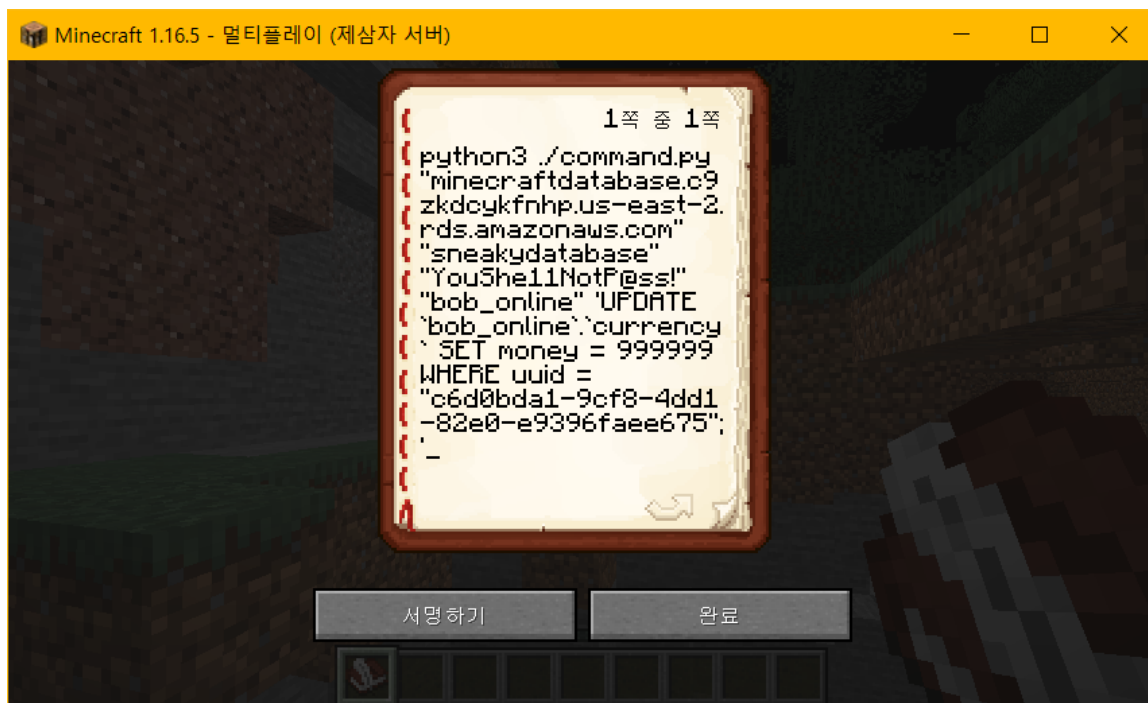 Minecraft 1.16.5 - 멀티플레이 (제삼자 서버)
1쪽 중 1쪽
python3 ./command.py
"minecraftdatabase.c9
zkdcykfnhp.us-east-2.
rds.amazonaws.com"
"sneakydatabase"
"YouShe11NotP@ss!"
"bob_online" 'UPDATE
`bob_online`.`currency
` SET money = 999999
WHERE uuid =
"c6d0bda1-9cf8-4dd1
-82e0-e9396faee675";
'_
서명하기
완료